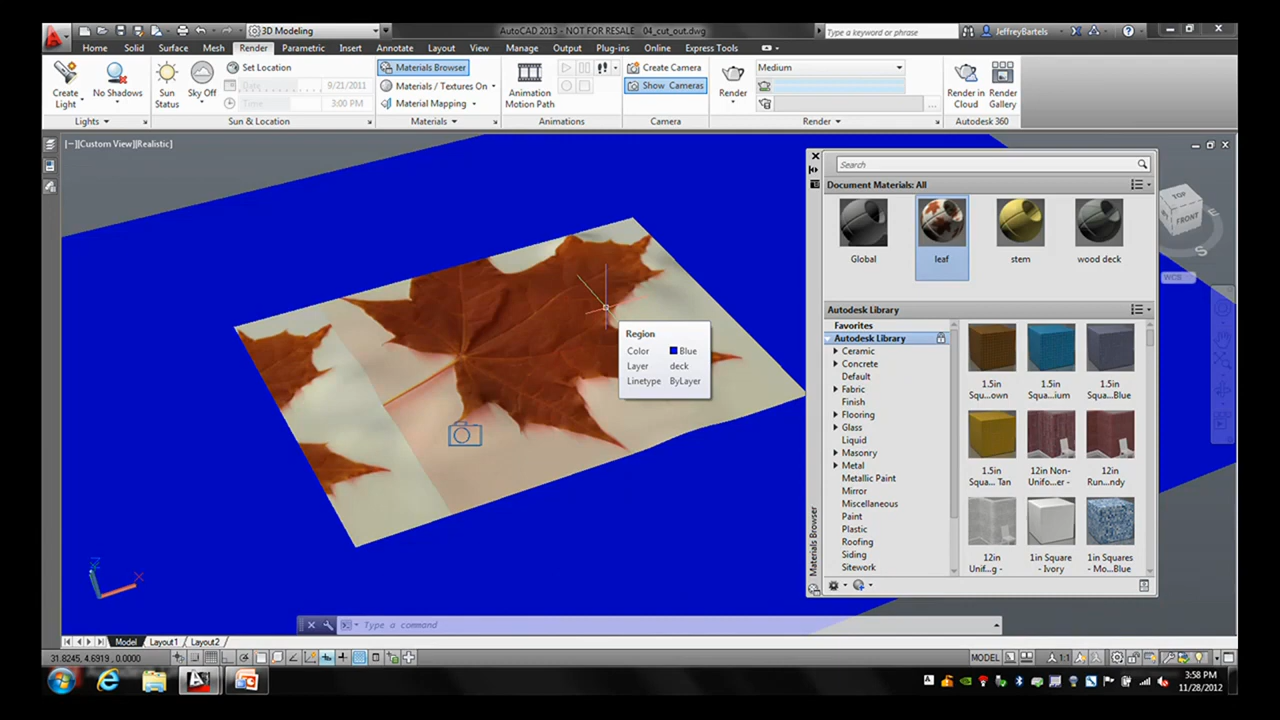 3D Modeling
AutoCAD 2013 - NOT FOR RESALE 04_cut_out.dwg
Type a keyword or phrase
JeffreyBartels
Home Solid Surface Mesh Render Parametric Insert Annotate Layout View Manage Output Plug-ins Online Express Tools
Create Light
No Shadows
Lights
Sun Status
Sky Off
Set Location
Date 9/21/2011
Time 3:00 PM
Sun & Location
Materials Browser
Materials / Textures On
Material Mapping
Materials
Animation Motion Path
Animations
Create Camera
Show Cameras
Camera
Render
Medium
Render
Render in Cloud
Render Gallery
Autodesk 360
[−][Custom View][Realistic]
Region
Color Blue
Layer deck
Linetype ByLayer
Search
Document Materials: All
Global leaf stem wood deck
Autodesk Library
Favorites
Autodesk Library
Ceramic
Concrete
Default
Fabric
Finish
Flooring
Glass
Liquid
Masonry
Metal
Metallic Paint
Mirror
Miscellaneous
Paint
Plastic
Roofing
Siding
Sitework
1.5in Squa...own
1.5in Squa...ium
1.5in Squa...Blue
1.5in Squa... Tan
12in Non-Unifo...er -
12in Run...ndy
12in Unif...g -
1in Square - Ivory
1in Squares - Mo...Blue
Materials Browser
TOP
FRONT
E
S
WCS
X
Type a command
Model Layout1 Layout2
31.8245, 4.6919, 0.0000
MODEL
1:1
3:58 PM
11/28/2012